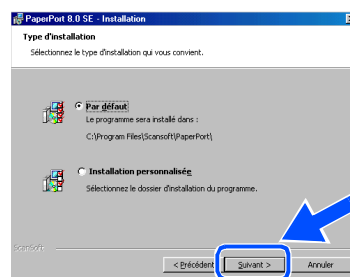 PaperPort 8.0 SE - Installation
Type d'installation
Sélectionnez le type d'installation qui vous convient.
Par défaut
Le programme sera installé dans :
C:\Program Files\Scansoft\PaperPort\
Installation personnalisée
Sélectionnez le dossier d'installation du programme.
ScanSoft
< Précédent Suivant > Annuler